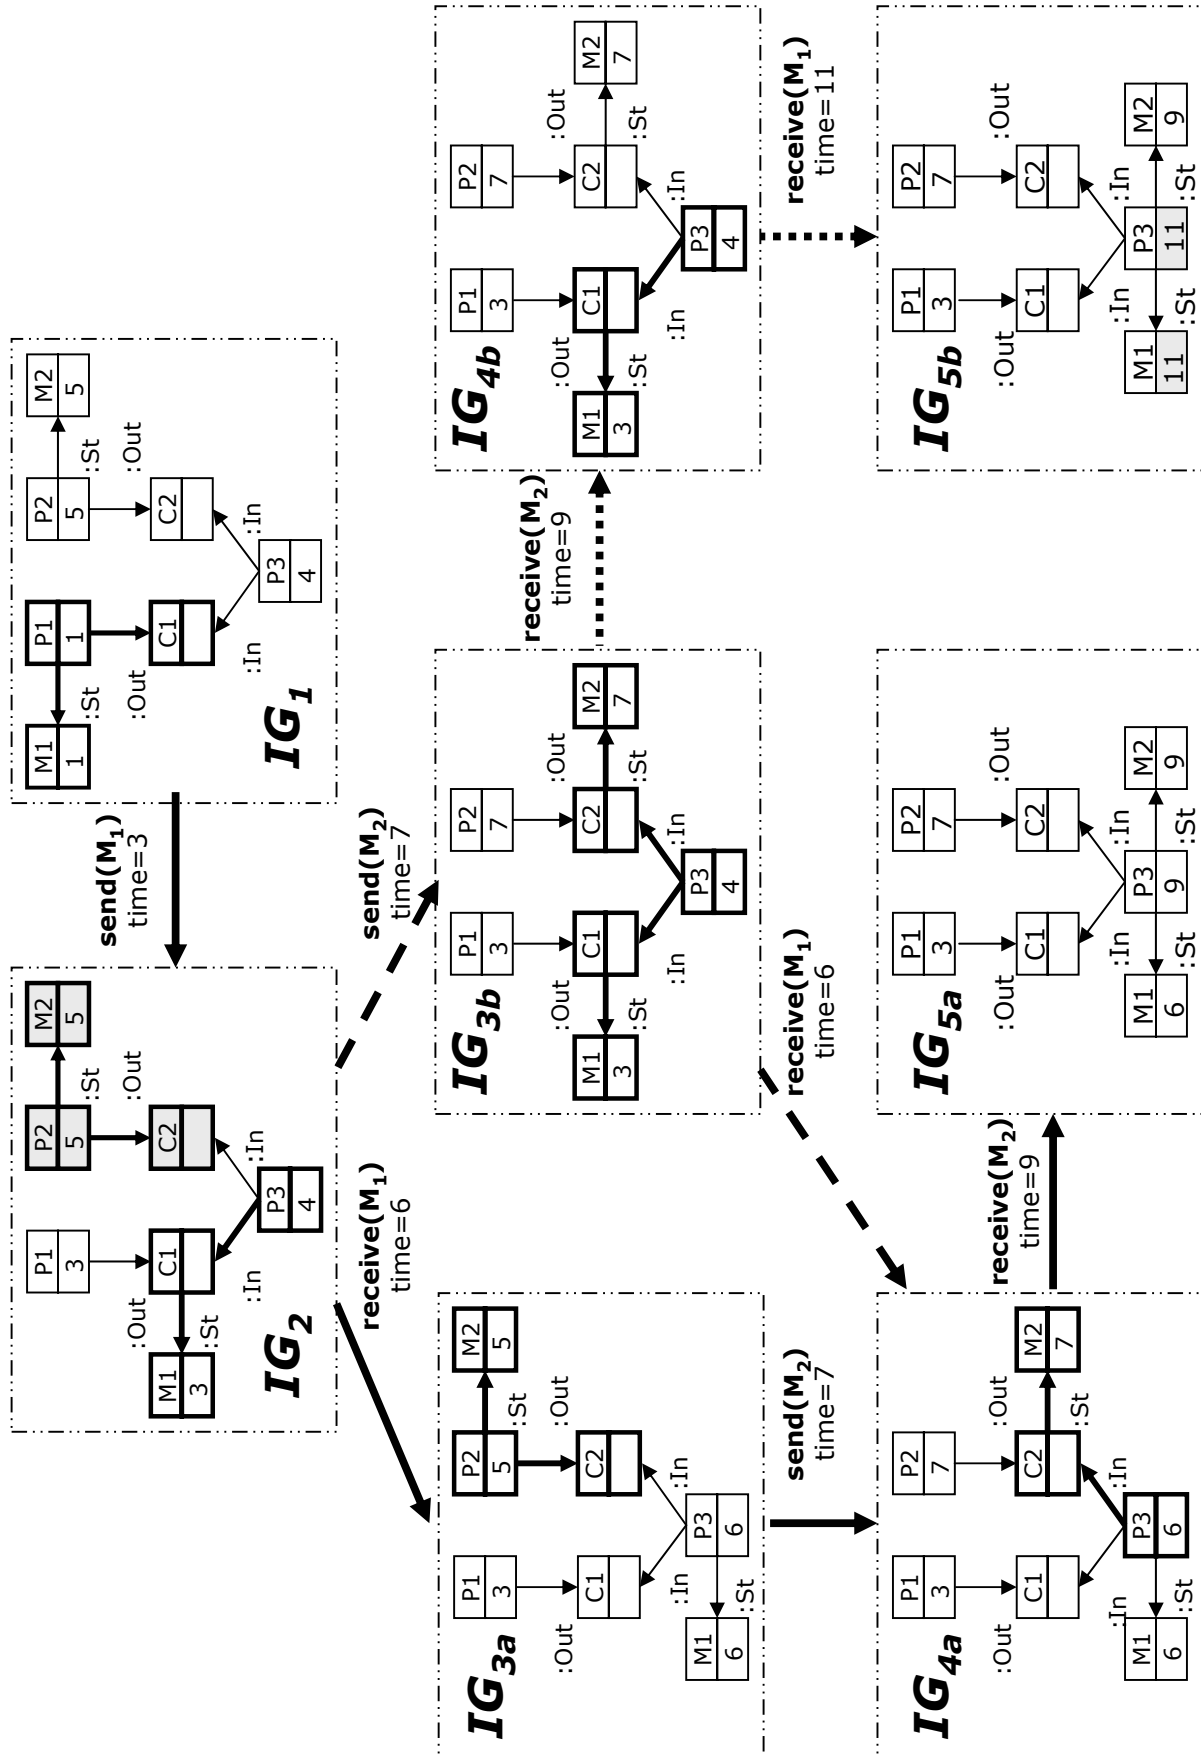 P1 P2 M2
3 5 5
:St
:Out :Out
M1 C1 C2
3
:St
:In :In
P3
4
IG2
send(M1)
time=3
M1 P1 P2 M2
1 1 5 5
:St :St
:Out :Out
C1 C2
:In :In
P3
4
IG1
receive(M1)
time=6
send(M2)
time=7
P1 P2 M2
3 5 5
:St
:Out :Out
C1 C2
:In :In
M1 P3
6 6
:St
IG3a
P1 P2
3 7
:Out :Out
M1 C1 C2 M2
3 7
:St :St
:In :In
P3
4
IG3b
receive(M2)
time=9
P1 P2
3 7
:Out :Out
M1 C1 C2 M2
3 7
:St :St
:In :In
P3
4
IG4b
send(M2)
time=7
receive(M1)
time=6
receive(M1)
time=11
P1 P2
3 7
:Out :Out
C1 C2 M2
7
:St
:In :In
M1 P3
6 6
:St
IG4a
receive(M2)
time=9
P1 P2
3 7
:Out :Out
C1 C2
:In :In
M1 P3 M2
6 9 9
:St :St
IG5a
P1 P2
3 7
:Out :Out
C1 C2
:In :In
M1 P3 M2
11 11 9
:St :St
IG5b